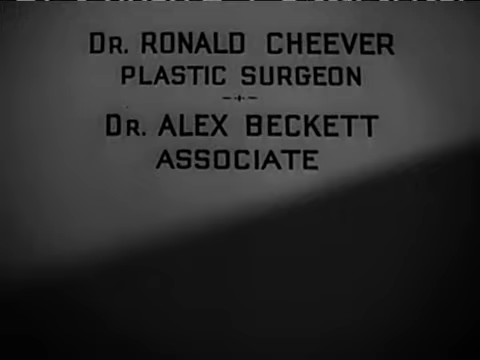 DR. RONALD CHEEVER
PLASTIC SURGEON
DR. ALEX BECKETT
ASSOCIATE